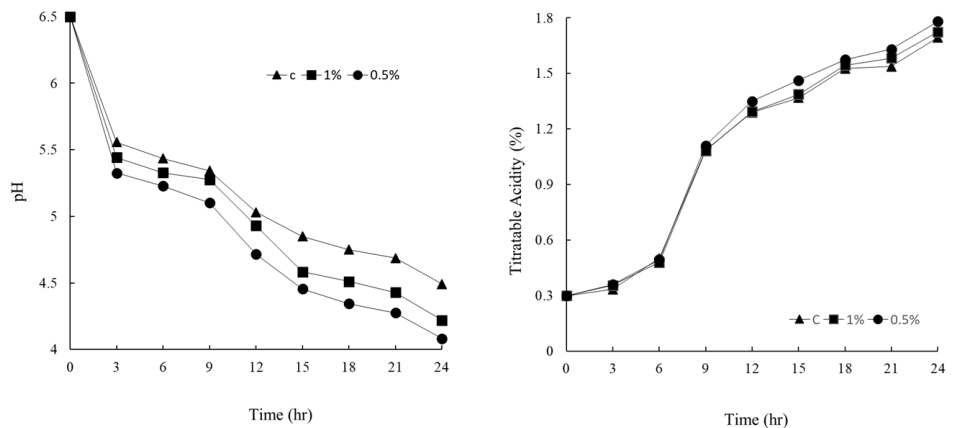 6.5
6
5.5
5
4.5
4
pH
c 1% 0.5%
0 3 6 9 12 15 18 21 24
Time (hr)
1.8
1.5
1.2
0.9
0.6
0.3
0
Titratable Acidity (%)
C 1% 0.5%
0 3 6 9 12 15 18 21 24
Time (hr)